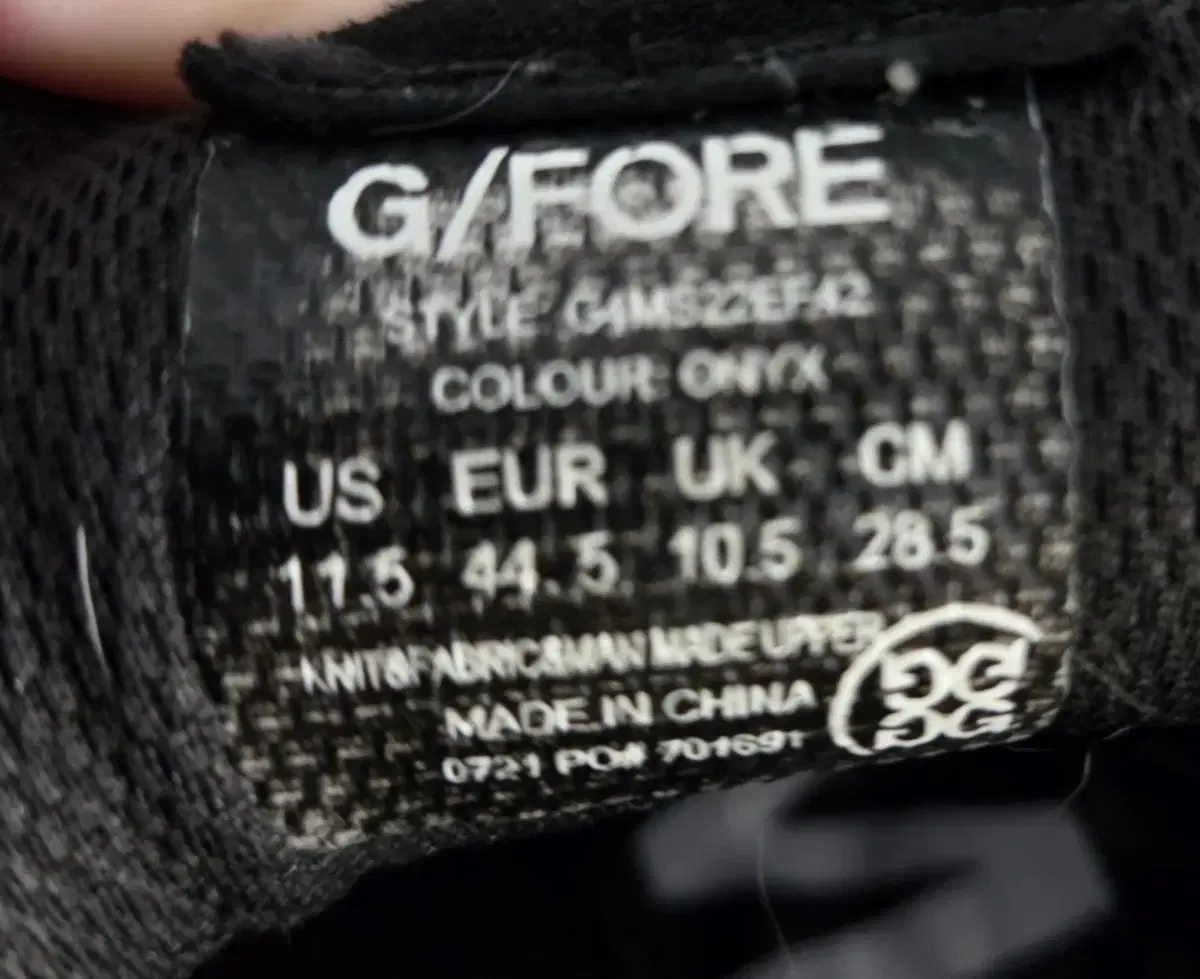 G/FORE
STYLE G4MS22EF42
COLOUR ONYX
US EUR UK CM
11.5 44.5 10.5 28.5
KNIT&FABRIC&MAN MADE UPPER
MADE IN CHINA
0721 PO# 701691